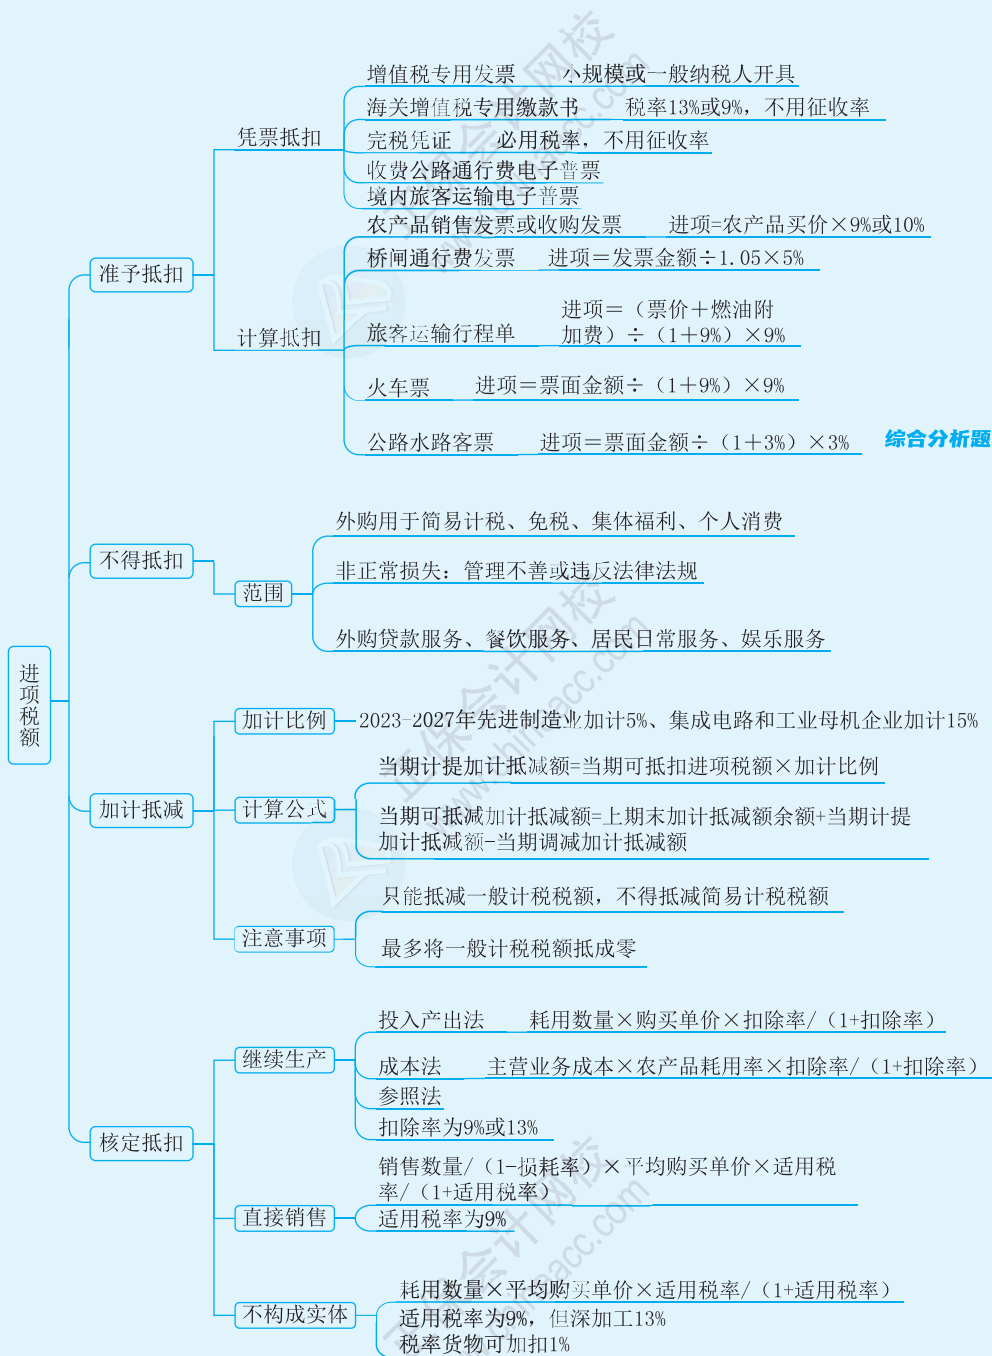 进项税额
准予抵扣
凭票抵扣
增值税专用发票 小规模或一般纳税人开具
海关增值税专用缴款书 税率13%或9%，不用征收率
完税凭证 必用税率，不用征收率
收费公路通行费电子普票
境内旅客运输电子普票
计算抵扣
农产品销售发票或收购发票 进项=农产品买价×9%或10%
桥闸通行费发票 进项＝发票金额÷1.05×5%
旅客运输行程单 进项＝（票价＋燃油附
加费）÷（1＋9%）×9%
火车票 进项＝票面金额÷（1＋9%）×9%
公路水路客票 进项＝票面金额÷（1＋3%）×3%
综合分析题
不得抵扣
范围
外购用于简易计税、免税、集体福利、个人消费
非正常损失：管理不善或违反法律法规
外购贷款服务、餐饮服务、居民日常服务、娱乐服务
加计抵减
加计比例
2023-2027年先进制造业加计5%、集成电路和工业母机企业加计15%
计算公式
当期计提加计抵减额=当期可抵扣进项税额×加计比例
当期可抵减加计抵减额=上期末加计抵减额余额+当期计提
加计抵减额-当期调减加计抵减额
注意事项
只能抵减一般计税税额，不得抵减简易计税税额
最多将一般计税税额抵成零
核定抵扣
继续生产
投入产出法 耗用数量×购买单价×扣除率/（1+扣除率）
成本法 主营业务成本×农产品耗用率×扣除率/（1+扣除率）
参照法
扣除率为9%或13%
直接销售
销售数量/（1-损耗率）×平均购买单价×适用税
率/（1+适用税率）
适用税率为9%
不构成实体
耗用数量×平均购买单价×适用税率/（1+适用税率）
适用税率为9%，但深加工13%
税率货物可加扣1%
正保会计网校
www.chinaacc.com
正保会计网校
www.chinaacc.com
正保会计网校
www.chinaacc.com